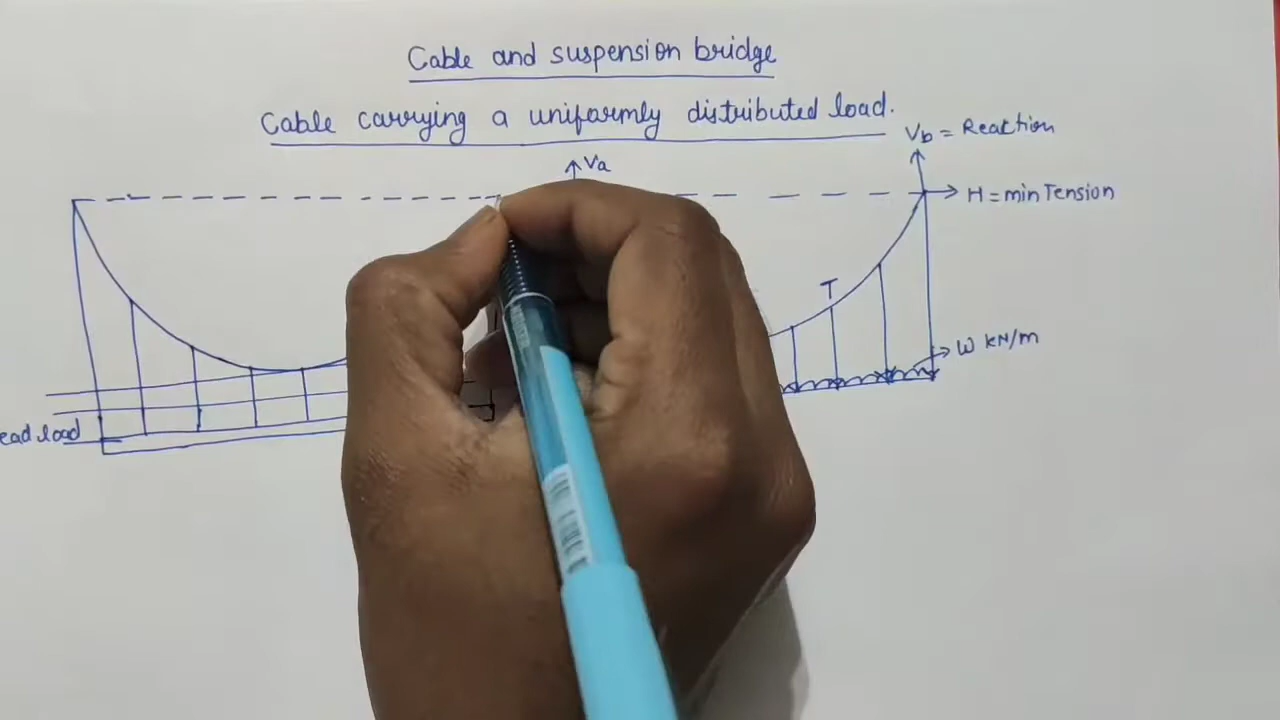 Cable and suspension bridge
Cable carrying a uniformly distributed load.
Va
Vb = Reaction
H = min Tension
T
W kN/m
ead load